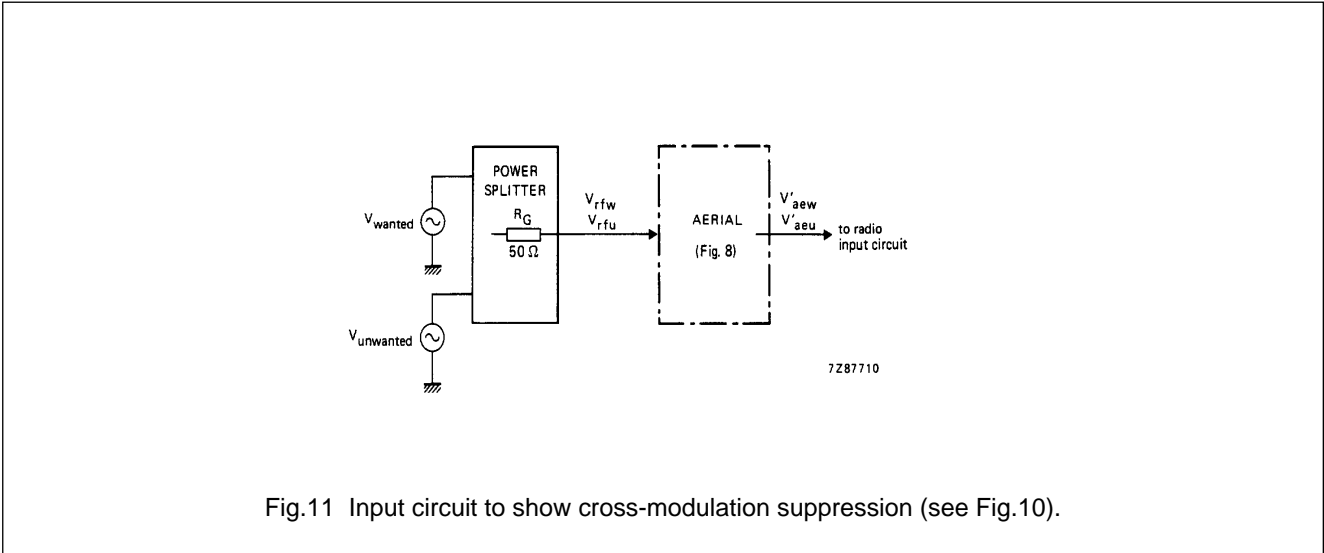 POWER
SPLITTER
R_G
50 Ω
V_wanted
V_unwanted
V_rfw
V_rfu
AERIAL
(Fig. 8)
V'_aew
V'_aeu
to radio
input circuit
7Z87710
Fig.11 Input circuit to show cross-modulation suppression (see Fig.10).